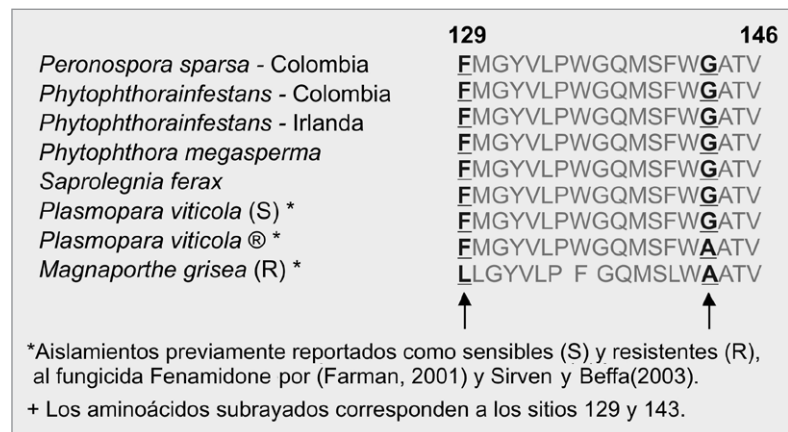 129 146
Peronospora sparsa - Colombia FMGYVLPWGQMSFWGATV
Phytophthorainfestans - Colombia FMGYVLPWGQMSFWGATV
Phytophthorainfestans - Irlanda FMGYVLPWGQMSFWGATV
Phytophthora megasperma FMGYVLPWGQMSFWGATV
Saprolegnia ferax FMGYVLPWGQMSFWGATV
Plasmopara viticola (S) * FMGYVLPWGQMSFWGATV
Plasmopara viticola ® * FMGYVLPWGQMSFWAATV
Magnaporthe grisea (R) * LLGYVLP F GQMSLWAATV
*Aislamientos previamente reportados como sensibles (S) y resistentes (R),
al fungicida Fenamidone por (Farman, 2001) y Sirven y Beffa(2003).
+ Los aminoácidos subrayados corresponden a los sitios 129 y 143.